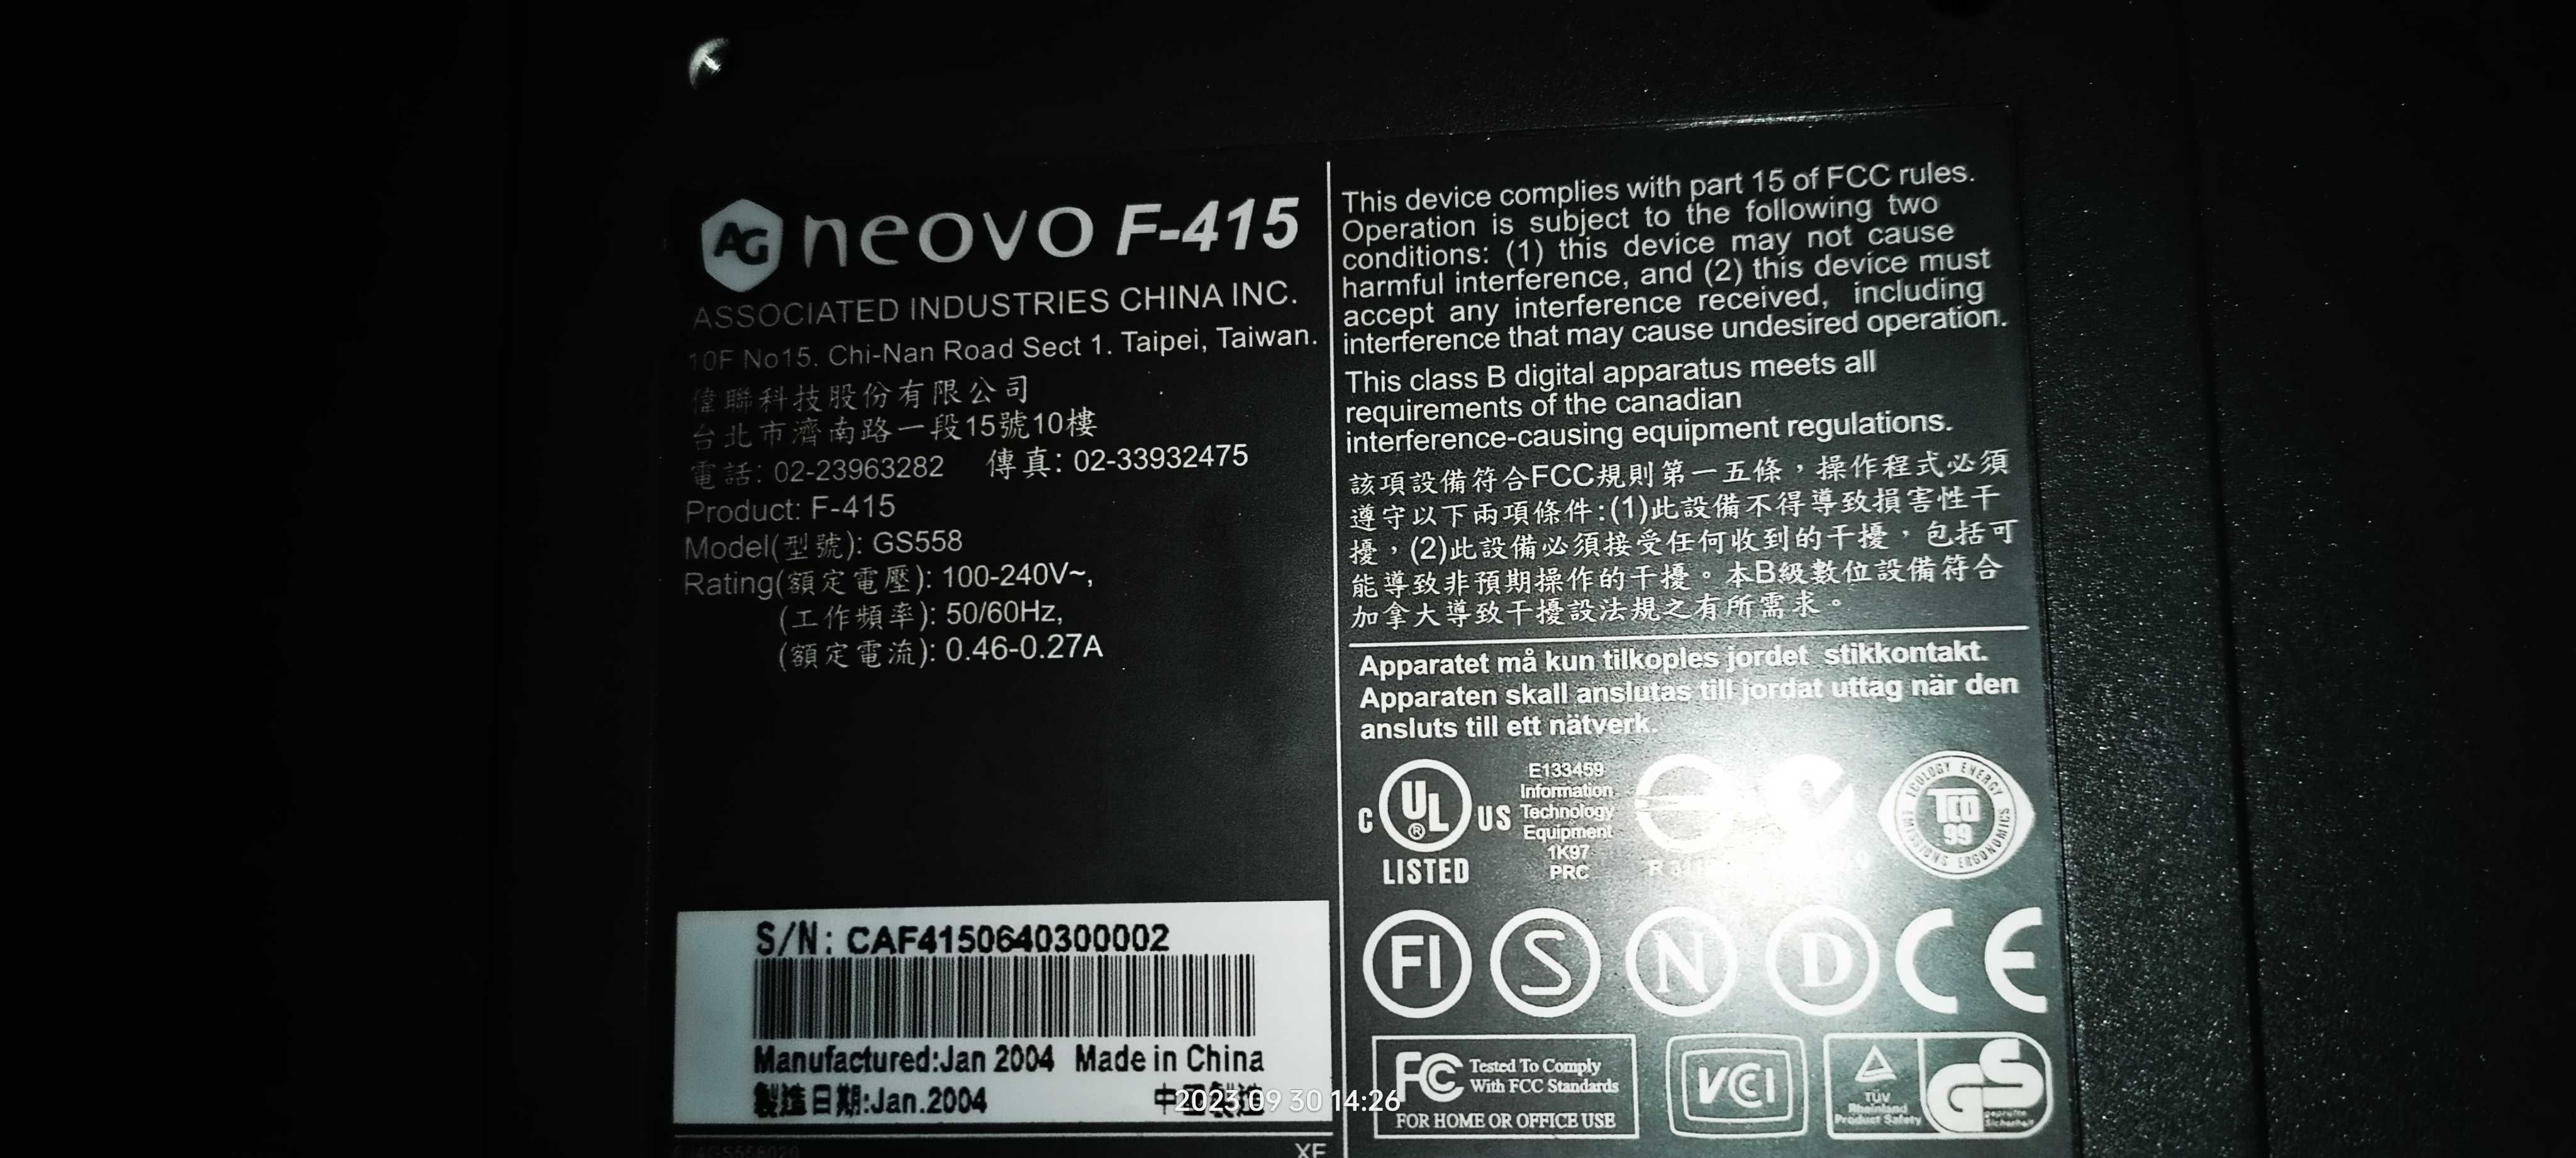 AG neovo F-415
ASSOCIATED INDUSTRIES CHINA INC.
10F No15. Chi-Nan Road Sect 1. Taipei, Taiwan.
偉聯科技股份有限公司
台北市濟南路一段15號10樓
電話: 02-23963282 傳真: 02-33932475
Product: F-415
Model(型號): GS558
Rating(額定電壓): 100-240V~,
(工作頻率): 50/60Hz,
(額定電流): 0.46-0.27A
S/N: CAF4150640300002
Manufactured:Jan 2004 Made in China
製造日期:Jan.2004 中國製造
XF
This device complies with part 15 of FCC rules.
Operation is subject to the following two
conditions: (1) this device may not cause
harmful interference, and (2) this device must
accept any interference received, including
interference that may cause undesired operation.
This class B digital apparatus meets all
requirements of the canadian
interference-causing equipment regulations.
該項設備符合FCC規則第一五條，操作程式必須
遵守以下兩項條件:(1)此設備不得導致損害性干
擾，(2)此設備必須接受任何收到的干擾，包括可
能導致非預期操作的干擾。本B級數位設備符合
加拿大導致干擾設法規之有所需求。
Apparatet må kun tilkoples jordet stikkontakt.
Apparaten skall anslutas till jordat uttag när den
ansluts till ett nätverk.
C UL ® US
LISTED
E133459
Information
Technology
Equipment
1K97
PRC
ECOLOGY ENERGY
TCO
99
EMISSIONS ERGONOMICS
FI S N D CE
FC Tested To Comply
With FCC Standards
FOR HOME OR OFFICE USE
VCCI
TÜV
Rheinland
Product Safety
GS
geprüfte
Sicherheit
2023.09 30 14:26